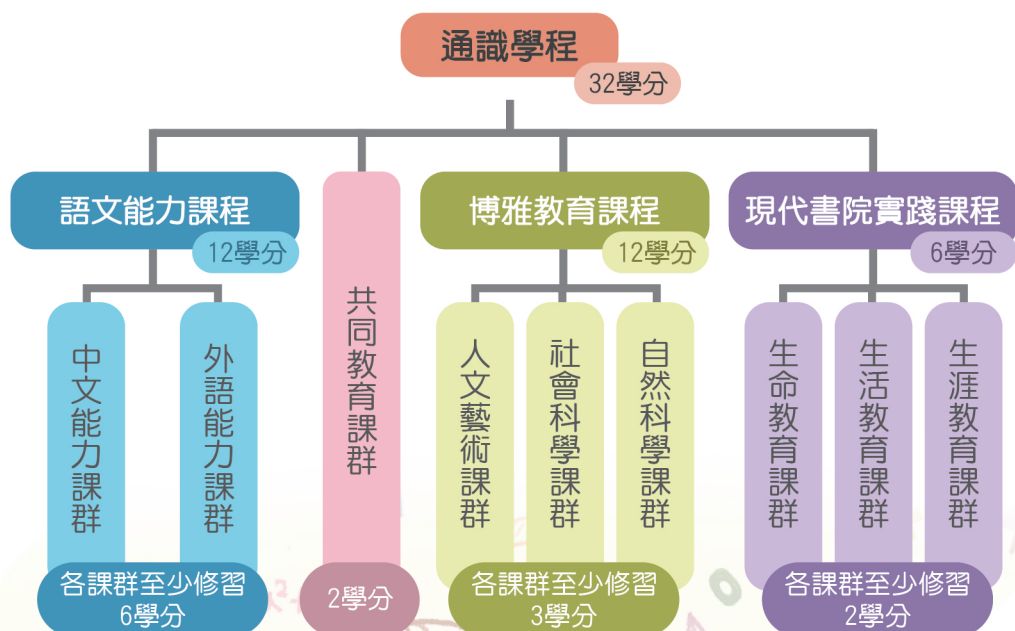 通識學程
32學分
語文能力課程
12學分
中文能力課群
外語能力課群
各課群至少修習
6學分
共同教育課群
2學分
博雅教育課程
12學分
人文藝術課群
社會科學課群
自然科學課群
各課群至少修習
3學分
現代書院實踐課程
6學分
生命教育課群
生活教育課群
生涯教育課群
各課群至少修習
2學分